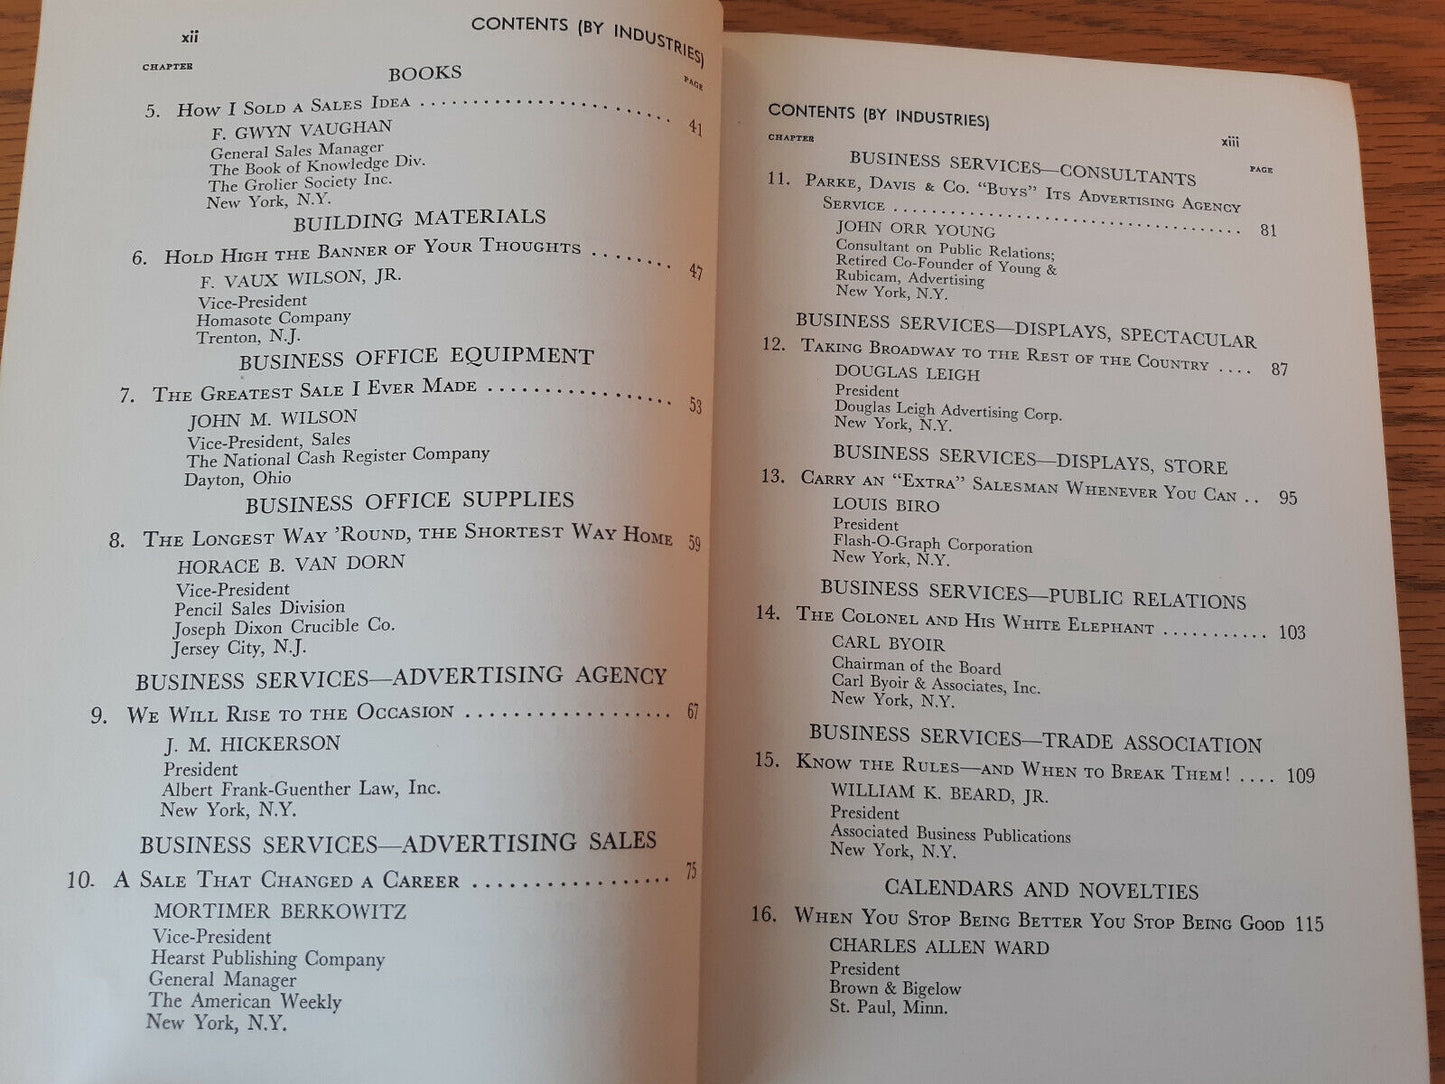 xii
CONTENTS (BY INDUSTRIES)
CHAPTER
PAGE
BOOKS
5. How I Sold a Sales Idea ........................ 41
F. GWYN VAUGHAN
General Sales Manager
The Book of Knowledge Div.
The Grolier Society Inc.
New York, N.Y.
BUILDING MATERIALS
6. Hold High the Banner of Your Thoughts ........ 47
F. VAUX WILSON, JR.
Vice-President
Homasote Company
Trenton, N.J.
BUSINESS OFFICE EQUIPMENT
7. The Greatest Sale I Ever Made ................. 53
JOHN M. WILSON
Vice-President, Sales
The National Cash Register Company
Dayton, Ohio
BUSINESS OFFICE SUPPLIES
8. The Longest Way 'Round, the Shortest Way Home 59
HORACE B. VAN DORN
Vice-President
Pencil Sales Division
Joseph Dixon Crucible Co.
Jersey City, N.J.
BUSINESS SERVICES—ADVERTISING AGENCY
9. We Will Rise to the Occasion ................... 67
J. M. HICKERSON
President
Albert Frank-Guenther Law, Inc.
New York, N.Y.
BUSINESS SERVICES—ADVERTISING SALES
10. A Sale That Changed a Career .................. 75
MORTIMER BERKOWITZ
Vice-President
Hearst Publishing Company
General Manager
The American Weekly
New York, N.Y.
CONTENTS (BY INDUSTRIES)
xiii
CHAPTER
PAGE
BUSINESS SERVICES—CONSULTANTS
11. Parke, Davis & Co. "Buys" Its Advertising Agency
Service .................................... 81
JOHN ORR YOUNG
Consultant on Public Relations;
Retired Co-Founder of Young &
Rubicam, Advertising
New York, N.Y.
BUSINESS SERVICES—DISPLAYS, SPECTACULAR
12. Taking Broadway to the Rest of the Country .... 87
DOUGLAS LEIGH
President
Douglas Leigh Advertising Corp.
New York, N.Y.
BUSINESS SERVICES—DISPLAYS, STORE
13. Carry an "Extra" Salesman Whenever You Can .. 95
LOUIS BIRO
President
Flash-O-Graph Corporation
New York, N.Y.
BUSINESS SERVICES—PUBLIC RELATIONS
14. The Colonel and His White Elephant ........... 103
CARL BYOIR
Chairman of the Board
Carl Byoir & Associates, Inc.
New York, N.Y.
BUSINESS SERVICES—TRADE ASSOCIATION
15. Know the Rules—and When to Break Them! .... 109
WILLIAM K. BEARD, JR.
President
Associated Business Publications
New York, N.Y.
CALENDARS AND NOVELTIES
16. When You Stop Being Better You Stop Being Good 115
CHARLES ALLEN WARD
President
Brown & Bigelow
St. Paul, Minn.